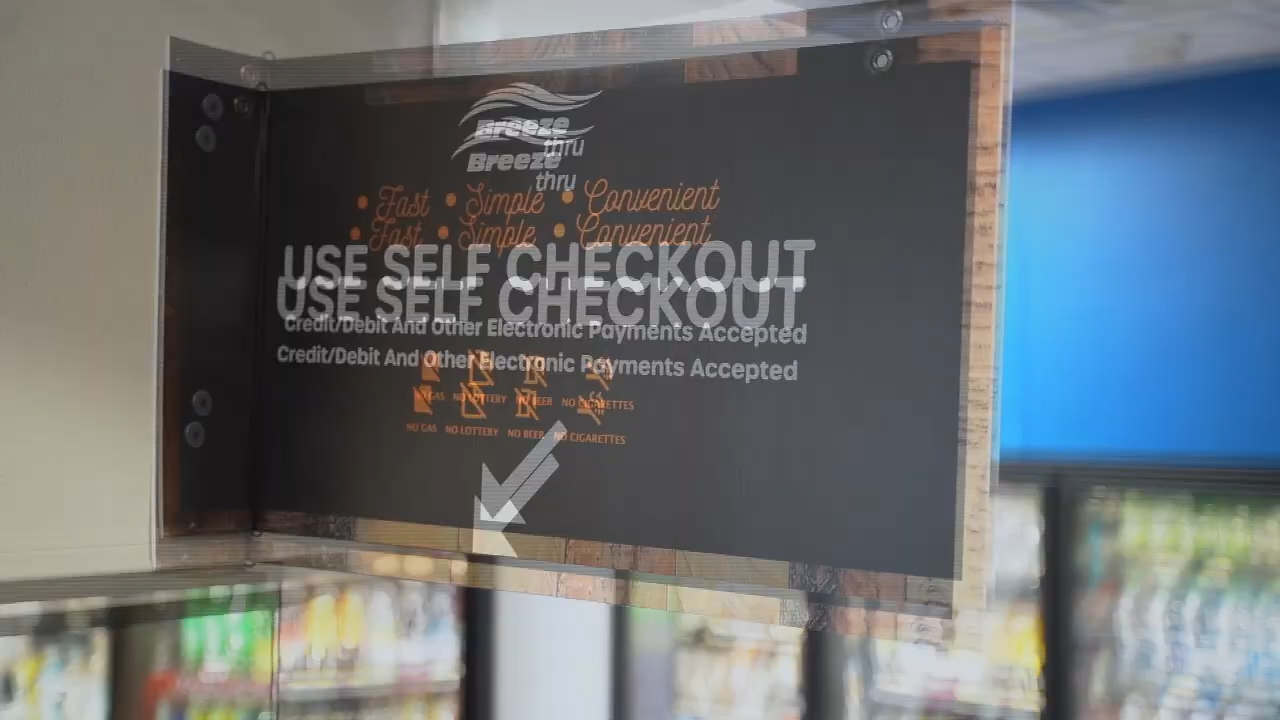 Breeze
thru
• Fast • Simple • Convenient
USE SELF CHECKOUT
Credit/Debit And Other Electronic Payments Accepted
NO GAS NO LOTTERY NO BEER NO CIGARETTES